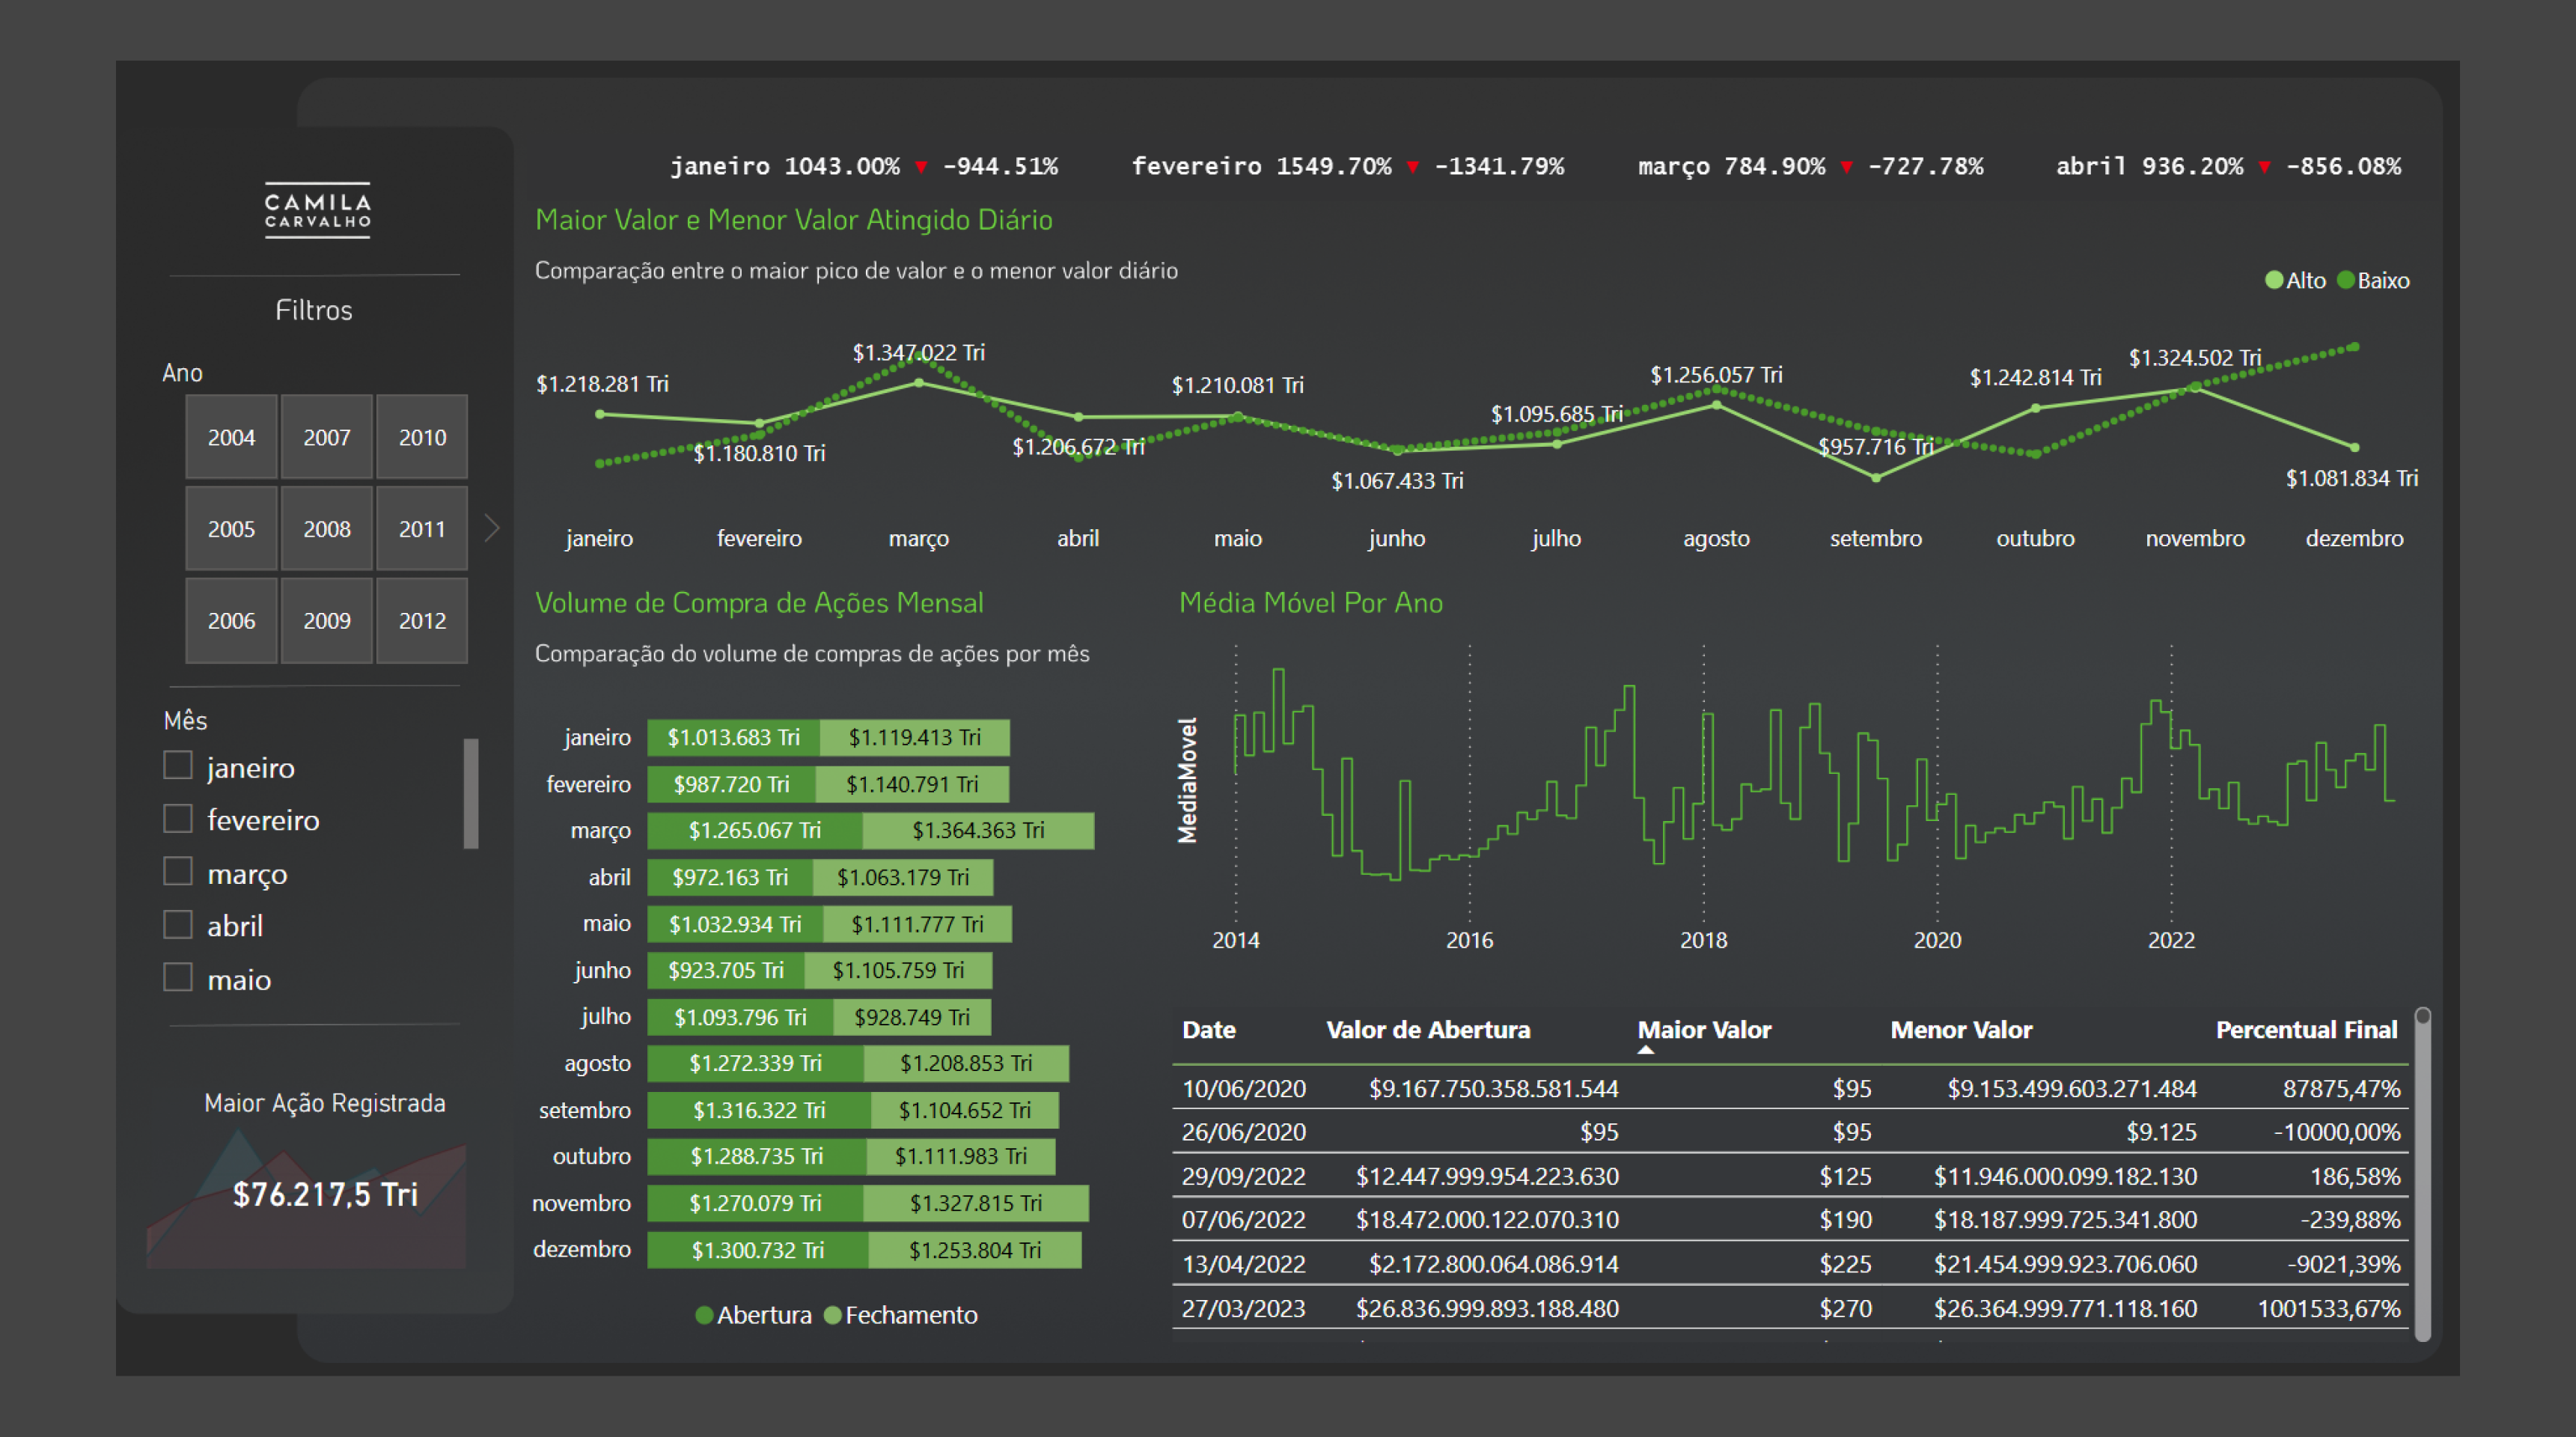 CAMILA
CARVALHO
Filtros
Ano
2004 2007 2010
2005 2008 2011
2006 2009 2012
Mês
janeiro
fevereiro
março
abril
maio
Maior Ação Registrada
$76.217,5 Tri
janeiro 1043.00% ▼ -944.51% fevereiro 1549.70% ▼ -1341.79% março 784.90% ▼ -727.78% abril 936.20% ▼ -856.08%
Maior Valor e Menor Valor Atingido Diário
Comparação entre o maior pico de valor e o menor valor diário
Alto Baixo
$1.218.281 Tri
$1.180.810 Tri
$1.347.022 Tri
$1.206.672 Tri
$1.210.081 Tri
$1.067.433 Tri
$1.095.685 Tri
$1.256.057 Tri
$957.716 Tri
$1.242.814 Tri
$1.324.502 Tri
$1.081.834 Tri
janeiro fevereiro março abril maio junho julho agosto setembro outubro novembro dezembro
Volume de Compra de Ações Mensal
Comparação do volume de compras de ações por mês
janeiro $1.013.683 Tri $1.119.413 Tri
fevereiro $987.720 Tri $1.140.791 Tri
março $1.265.067 Tri $1.364.363 Tri
abril $972.163 Tri $1.063.179 Tri
maio $1.032.934 Tri $1.111.777 Tri
junho $923.705 Tri $1.105.759 Tri
julho $1.093.796 Tri $928.749 Tri
agosto $1.272.339 Tri $1.208.853 Tri
setembro $1.316.322 Tri $1.104.652 Tri
outubro $1.288.735 Tri $1.111.983 Tri
novembro $1.270.079 Tri $1.327.815 Tri
dezembro $1.300.732 Tri $1.253.804 Tri
Abertura Fechamento
Média Móvel Por Ano
MediaMovel
2014 2016 2018 2020 2022
Date Valor de Abertura Maior Valor Menor Valor Percentual Final
10/06/2020 $9.167.750.358.581.544 $95 $9.153.499.603.271.484 87875,47%
26/06/2020 $95 $95 $9.125 -10000,00%
29/09/2022 $12.447.999.954.223.630 $125 $11.946.000.099.182.130 186,58%
07/06/2022 $18.472.000.122.070.310 $190 $18.187.999.725.341.800 -239,88%
13/04/2022 $2.172.800.064.086.914 $225 $21.454.999.923.706.060 -9021,39%
27/03/2023 $26.836.999.893.188.480 $270 $26.364.999.771.118.160 1001533,67%